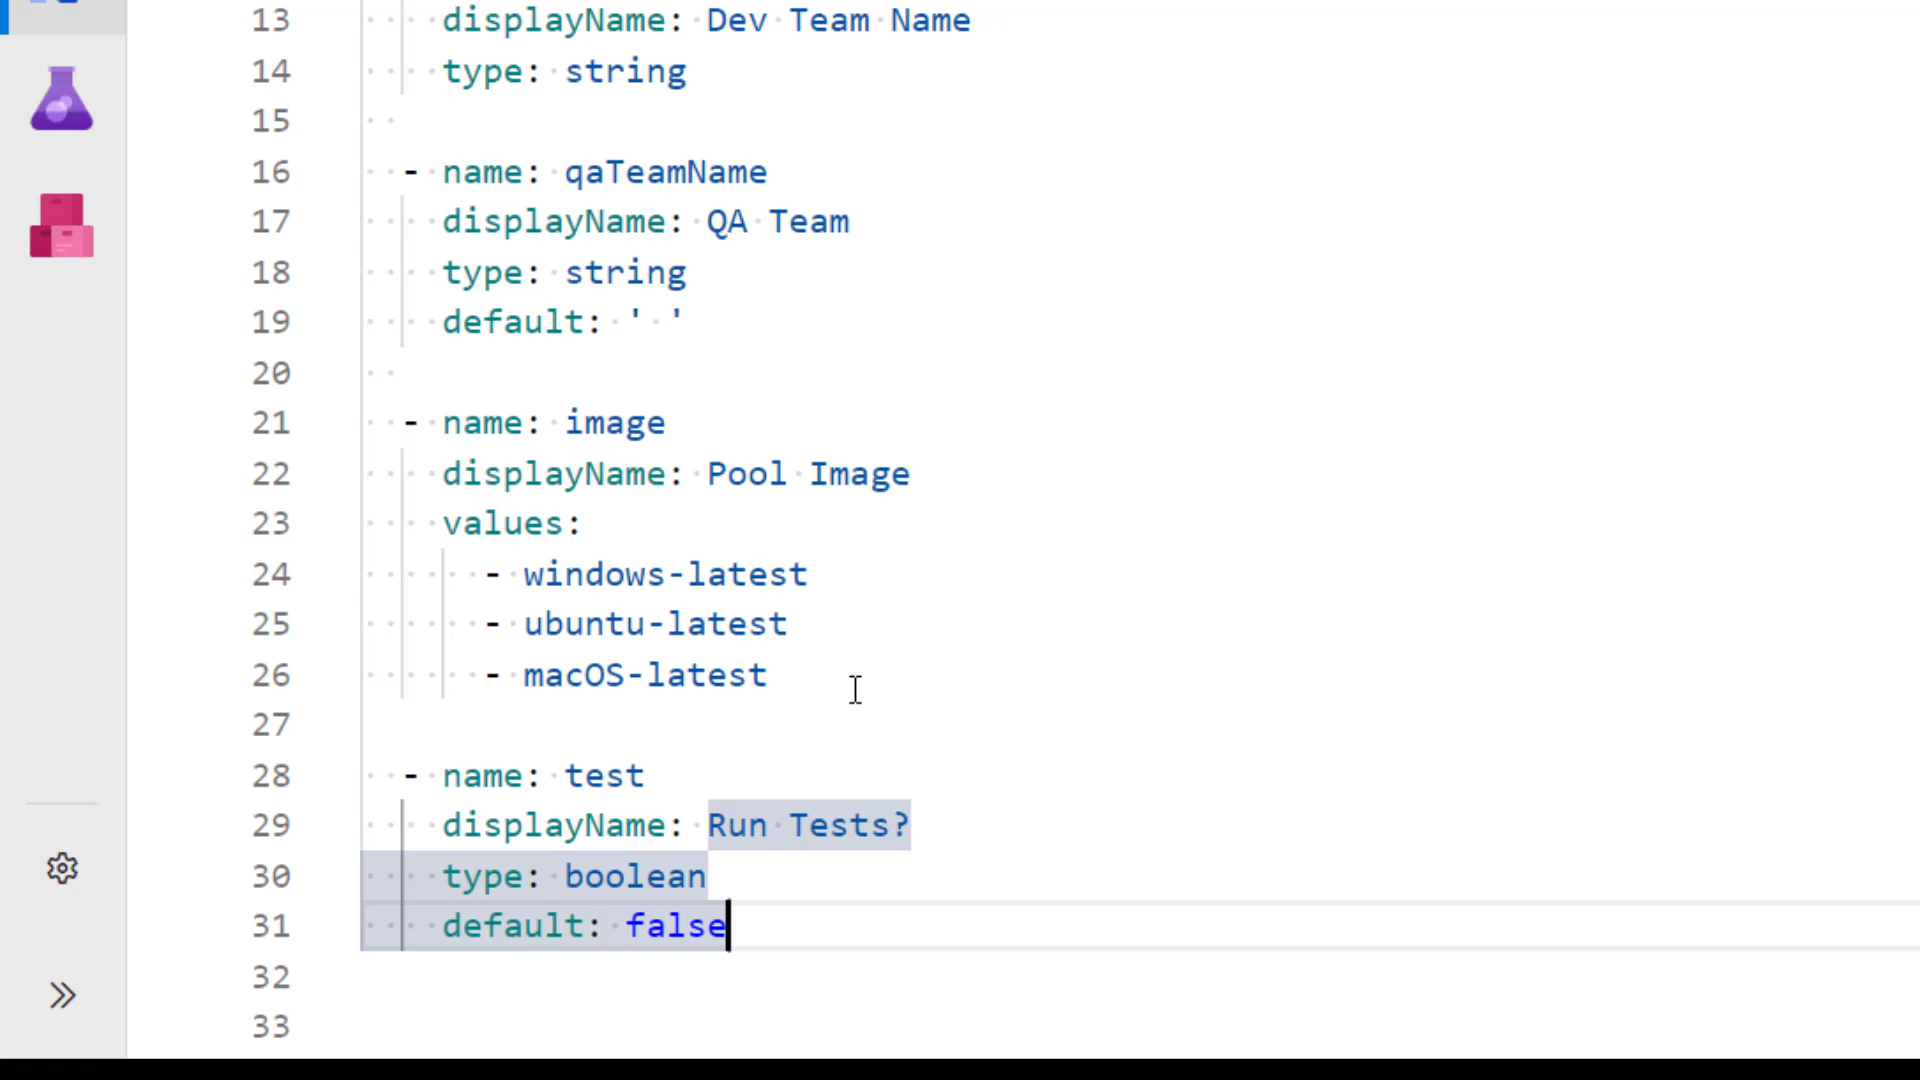 13 displayName: Dev Team Name
14 type: string
15
16 - name: qaTeamName
17 displayName: QA Team
18 type: string
19 default: ' '
20
21 - name: image
22 displayName: Pool Image
23 values:
24 - windows-latest
25 - ubuntu-latest
26 - macOS-latest
27
28 - name: test
29 displayName: Run Tests?
30 type: boolean
31 default: false
32
33